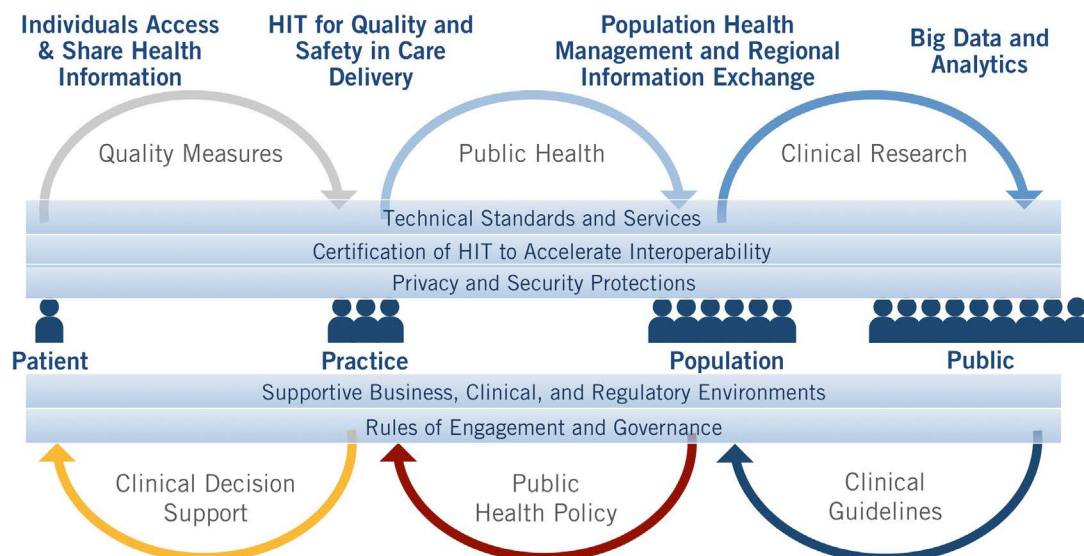 Individuals Access
& Share Health
Information
HIT for Quality and
Safety in Care
Delivery
Population Health
Management and Regional
Information Exchange
Big Data and
Analytics
Quality Measures
Public Health
Clinical Research
Technical Standards and Services
Certification of HIT to Accelerate Interoperability
Privacy and Security Protections
Patient
Practice
Population
Public
Supportive Business, Clinical, and Regulatory Environments
Rules of Engagement and Governance
Clinical Decision
Support
Public
Health Policy
Clinical
Guidelines